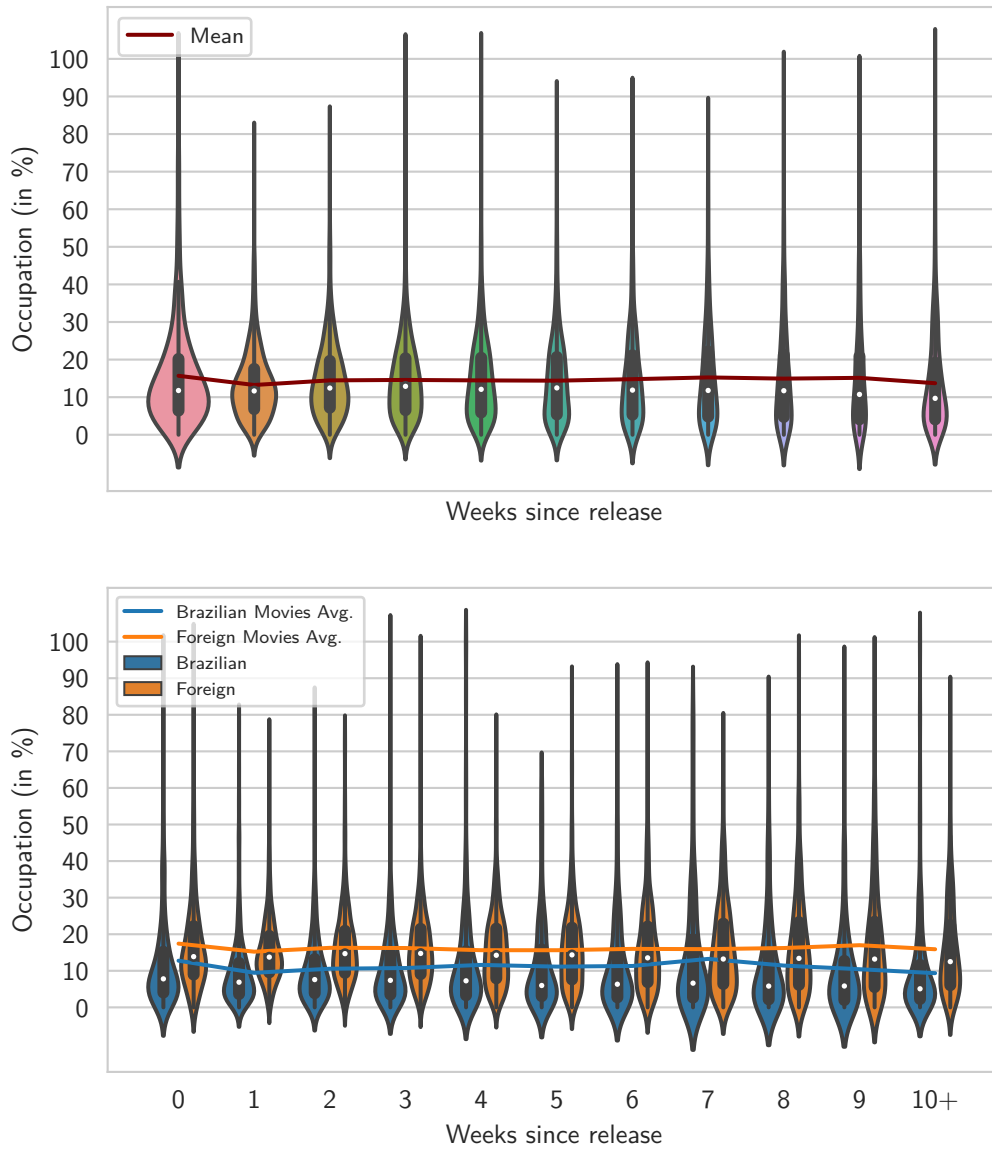 Mean
100
90
80
70
60
50
40
30
20
10
0
Occupation (in %)
Weeks since release
Brazilian Movies Avg.
Foreign Movies Avg.
Brazilian
Foreign
100
90
80
70
60
50
40
30
20
10
0
Occupation (in %)
0 1 2 3 4 5 6 7 8 9 10+
Weeks since release